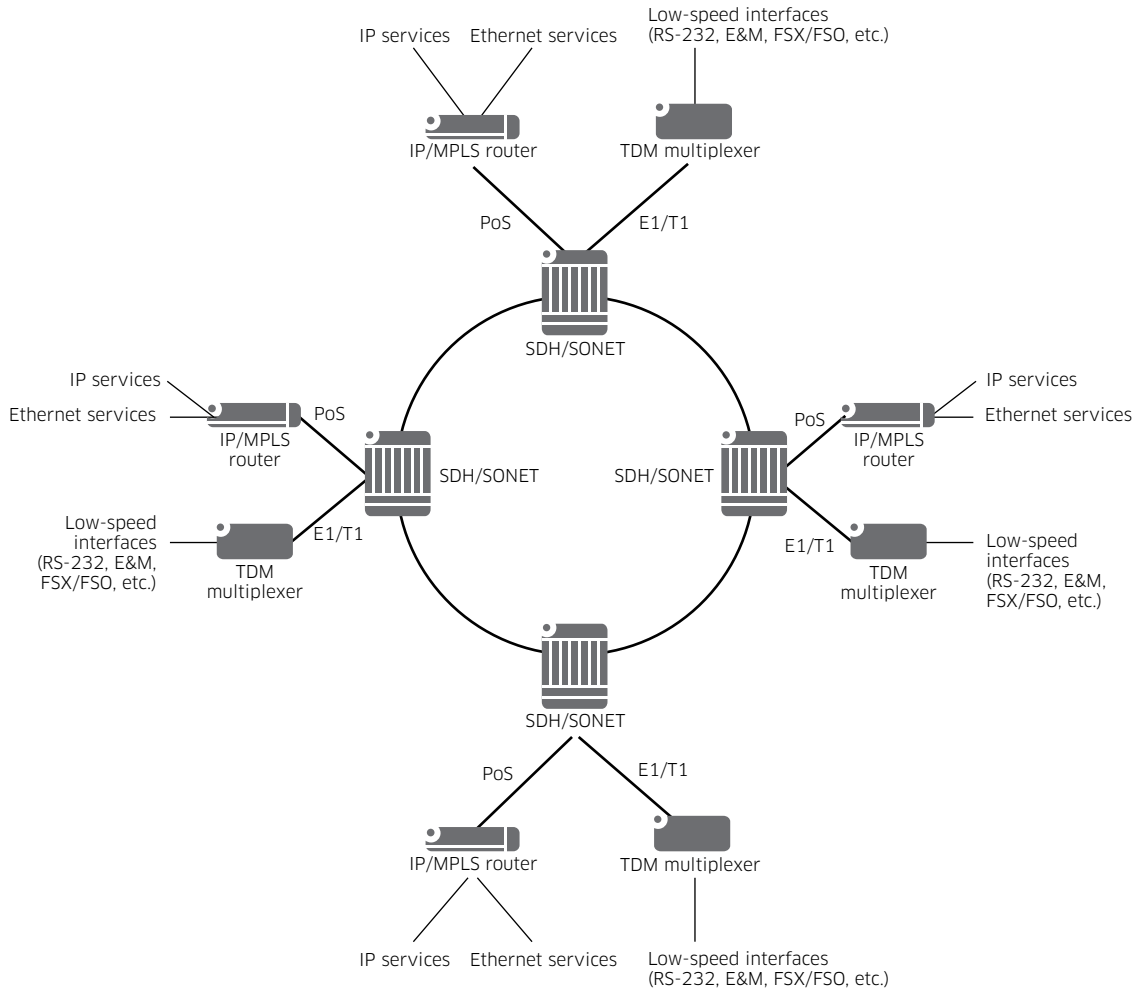 Low-speed interfaces
(RS-232, E&M, FSX/FSO, etc.)
IP services
Ethernet services
IP/MPLS router
TDM multiplexer
PoS
E1/T1
SDH/SONET
IP services
Ethernet services
PoS
IP/MPLS
router
SDH/SONET
Low-speed
interfaces
(RS-232, E&M,
FSX/FSO, etc.)
E1/T1
TDM
multiplexer
IP services
Ethernet services
PoS
IP/MPLS
router
SDH/SONET
E1/T1
TDM
multiplexer
Low-speed
interfaces
(RS-232, E&M,
FSX/FSO, etc.)
SDH/SONET
PoS
E1/T1
IP/MPLS router
TDM multiplexer
IP services
Ethernet services
Low-speed interfaces
(RS-232, E&M, FSX/FSO, etc.)